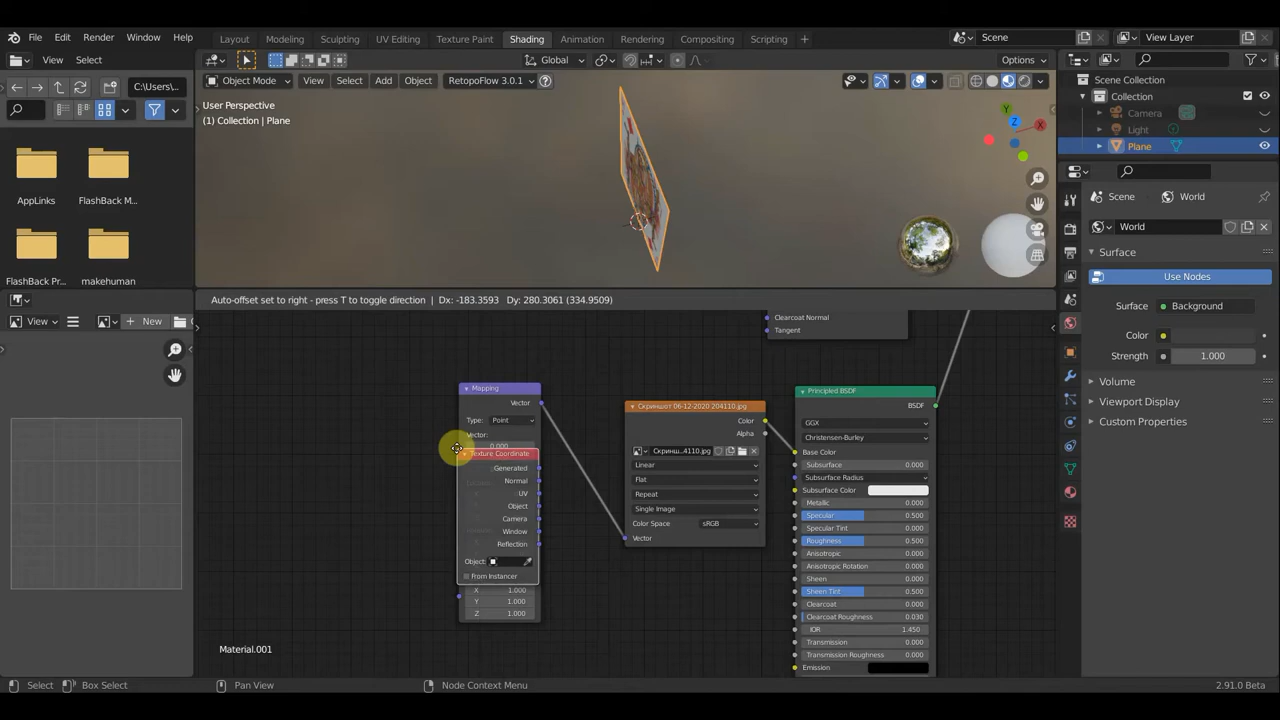 File Edit Render Window Help
Layout Modeling Sculpting UV Editing Texture Paint Shading Animation Compositing Scripting
Scene View Layer
View Select
Global Options
C:\Users\...
Object Mode View Select Add Object RetopoFlow 3.0.1
User Perspective
(1) Collection | Plane
Y
X
Z
AppLinks FlashBack M...
FlashBack Pr... makehuman
Scene Collection
Collection
Camera
Light
Plane
Scene World
World
Surface
Use Nodes
Surface Background
Color
Strength 1.000
Volume
Viewport Display
Custom Properties
View New
Auto-offset set to right - press T to toggle direction | Dx: -183.3593 Dy: 280.3061 (334.9509)
Clearcoat Normal
Tangent
Mapping
Vector
Type: Point
Vector:
0.000
Texture Coordinate
Generated
Normal
UV
Object
Camera
Window
Reflection
Object:
From Instancer
X 1.000
Y 1.000
Z 1.000
Скриншот 06-12-2020 204110.jpg
Color
Alpha
Скринш...4110.jpg
Linear
Flat
Repeat
Single Image
Color Space sRGB
Vector
Principled BSDF
BSDF
GGX
Christensen-Burley
Base Color
Subsurface 0.000
Subsurface Radius
Subsurface Color
Metallic 0.000
Specular 0.500
Specular Tint 0.000
Roughness 0.500
Anisotropic 0.000
Anisotropic Rotation 0.000
Sheen 0.000
Sheen Tint 0.500
Clearcoat 0.000
Clearcoat Roughness 0.030
IOR 1.450
Transmission 0.000
Transmission Roughness 0.000
Emission
Material.001
Select Box Select Pan View Node Context Menu 2.91.0 Beta